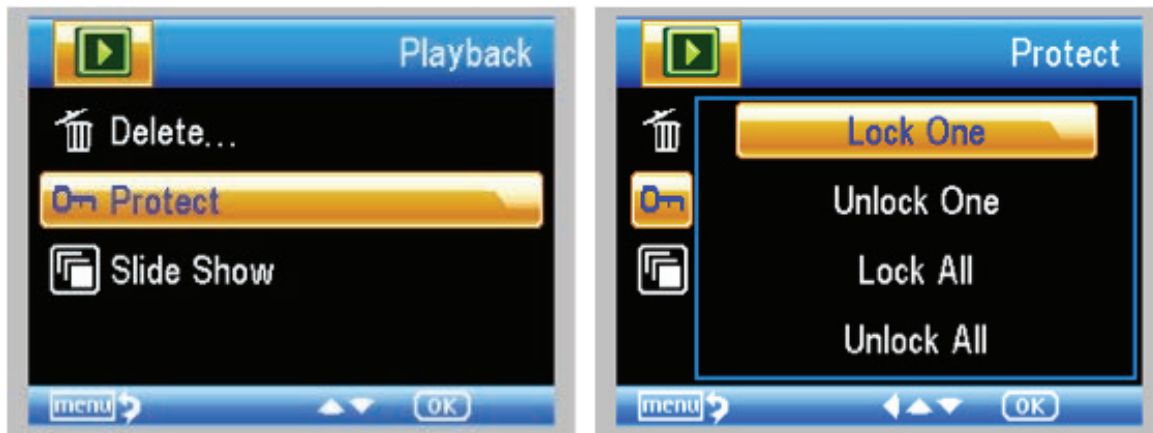 Playback
Delete...
Protect
Slide Show
menu OK
Protect
Lock One
Unlock One
Lock All
Unlock All
menu OK